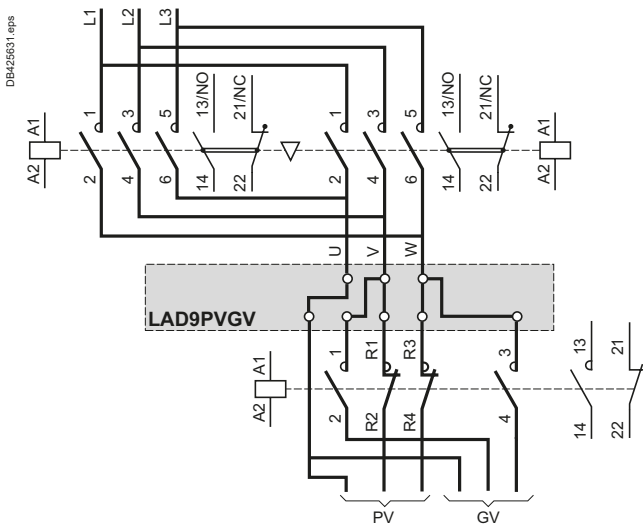 DB425631.eps
L1 L2 L3
A1 1 3 5 13/NO 21/NC 1 3 5 13/NO 21/NC A1
A2 2 4 6 14 22 2 4 6 14 22 A2
U V W
LAD9PVGV
A1 1 R1 R3 3 13 21
A2 2 R2 R4 4 14 22
PV GV